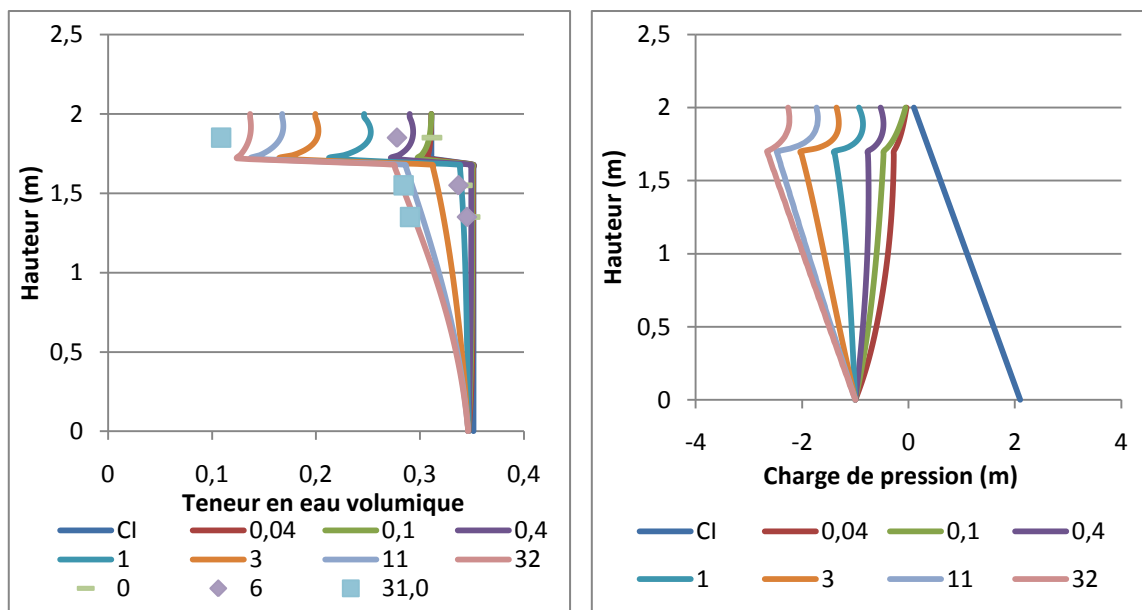 2,5
2
1,5
1
0,5
0
Hauteur (m)
0 0,1 0,2 0,3 0,4
Teneur en eau volumique
CI 0,04 0,1 0,4
1 3 11 32
0 6 31,0
2,5
2
1,5
1
0,5
0
Hauteur (m)
-4 -2 0 2 4
Charge de pression (m)
CI 0,04 0,1 0,4
1 3 11 32